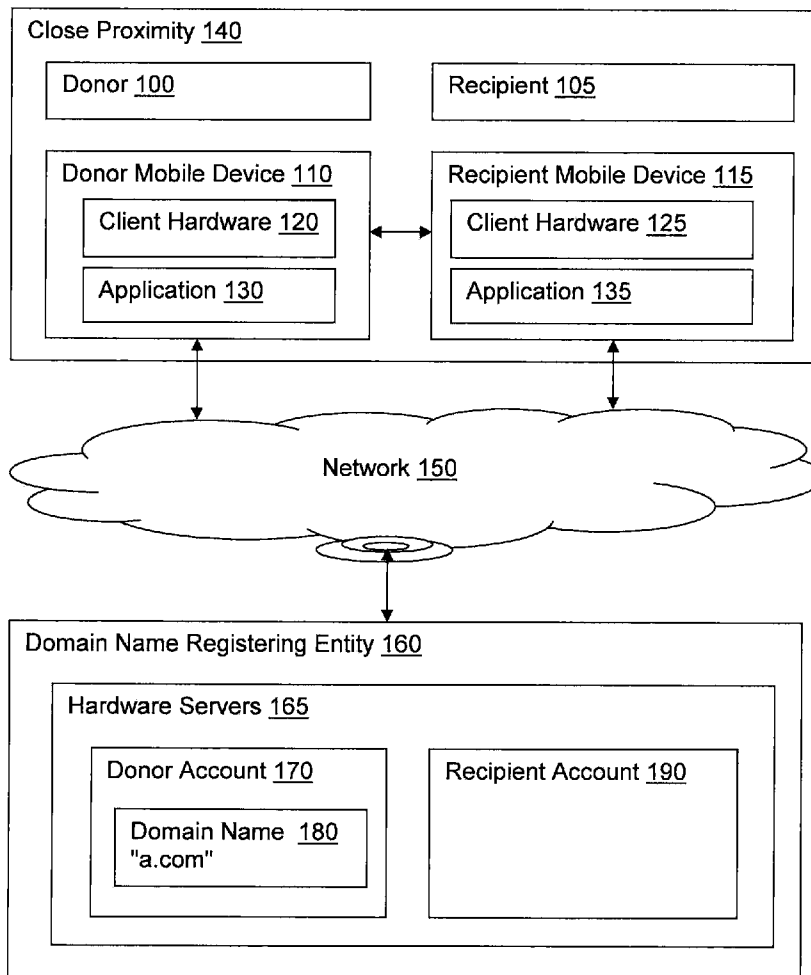 Close Proximity 140
Donor 100
Recipient 105
Donor Mobile Device 110
Recipient Mobile Device 115
Client Hardware 120
Client Hardware 125
Application 130
Application 135
Network 150
Domain Name Registering Entity 160
Hardware Servers 165
Donor Account 170
Recipient Account 190
Domain Name 180
"a.com"